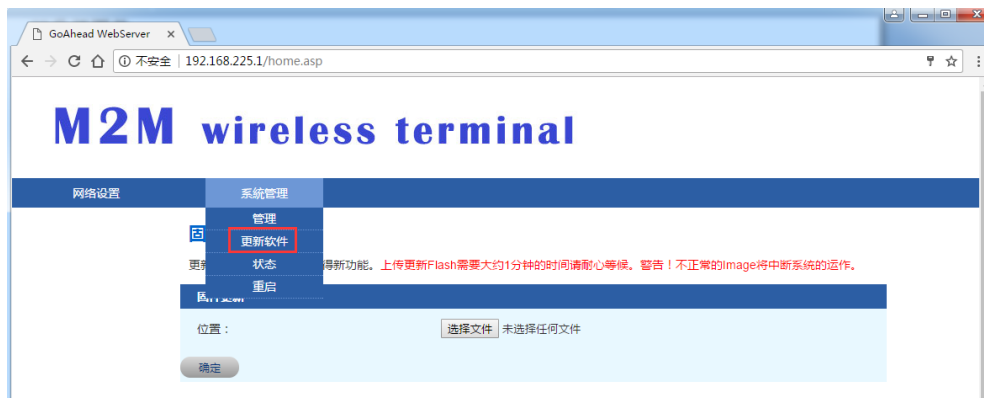 GoAhead WebServer
不安全 | 192.168.225.1/home.asp
M2M wireless terminal
网络设置 系统管理
管理
更新软件
状态
重启
固
更新 得新功能。上传更新Flash需要大约1分钟的时间请耐心等候。警告！不正常的Image将中断系统的运作。
位置： 选择文件 未选择任何文件
确定